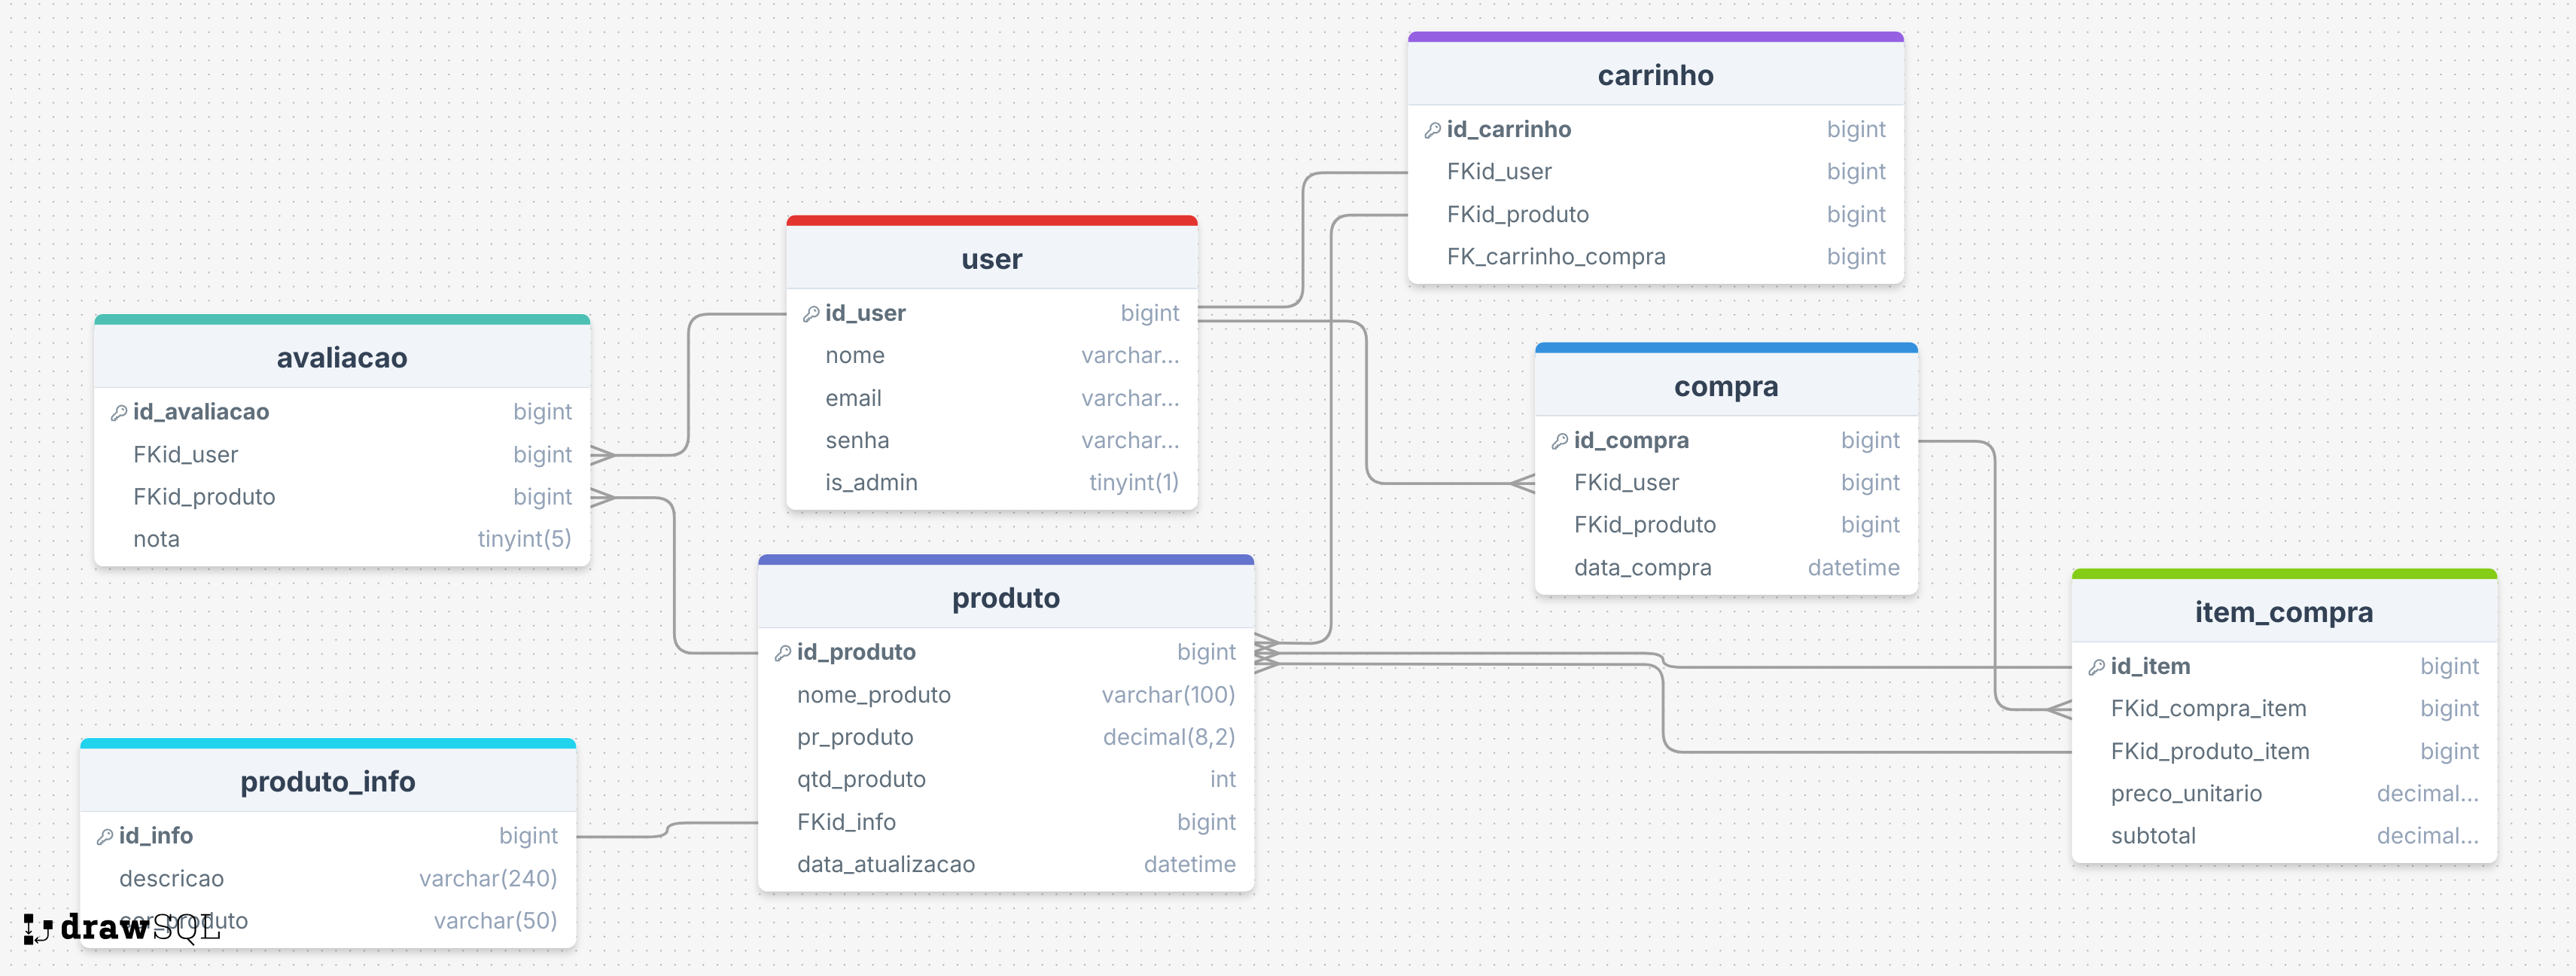 carrinho
id_carrinho bigint
FKid_user bigint
FKid_produto bigint
FK_carrinho_compra bigint
user
id_user bigint
nome varchar...
email varchar...
senha varchar...
is_admin tinyint(1)
avaliacao
id_avaliacao bigint
FKid_user bigint
FKid_produto bigint
nota tinyint(5)
compra
id_compra bigint
FKid_user bigint
FKid_produto bigint
data_compra datetime
produto
id_produto bigint
nome_produto varchar(100)
pr_produto decimal(8,2)
qtd_produto int
FKid_info bigint
data_atualizacao datetime
item_compra
id_item bigint
FKid_compra_item bigint
FKid_produto_item bigint
preco_unitario decimal...
subtotal decimal...
produto_info
id_info bigint
descricao varchar(240)
varchar(50)
drawSQL